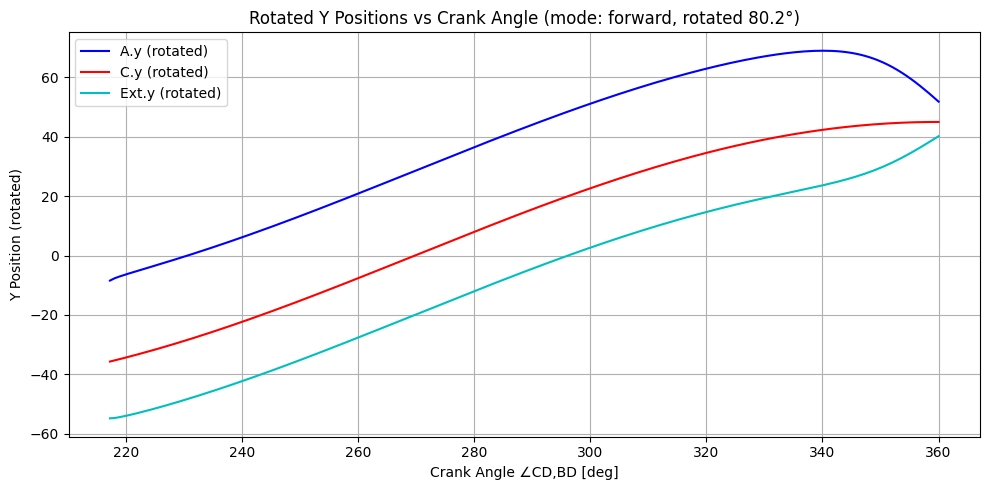 Rotated Y Positions vs Crank Angle (mode: forward, rotated 80.2°)
A.y (rotated)
C.y (rotated)
Ext.y (rotated)
Y Position (rotated)
60
40
20
0
−20
−40
−60
220
240
260
280
300
320
340
360
Crank Angle ∠CD,BD [deg]